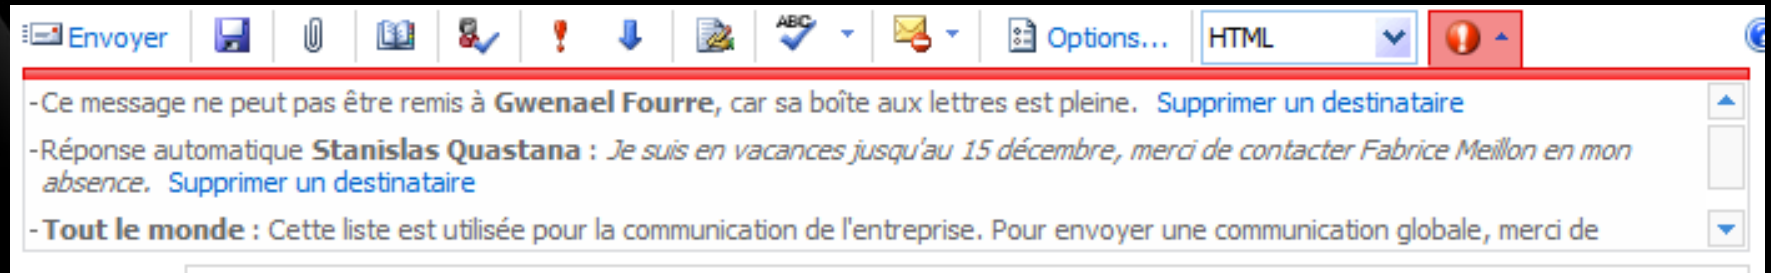 Envoyer ABC Options... HTML
-Ce message ne peut pas être remis à Gwenael Fourre, car sa boîte aux lettres est pleine. Supprimer un destinataire
-Réponse automatique Stanislas Quastana : Je suis en vacances jusqu'au 15 décembre, merci de contacter Fabrice Meillon en mon
absence. Supprimer un destinataire
-Tout le monde : Cette liste est utilisée pour la communication de l'entreprise. Pour envoyer une communication globale, merci de